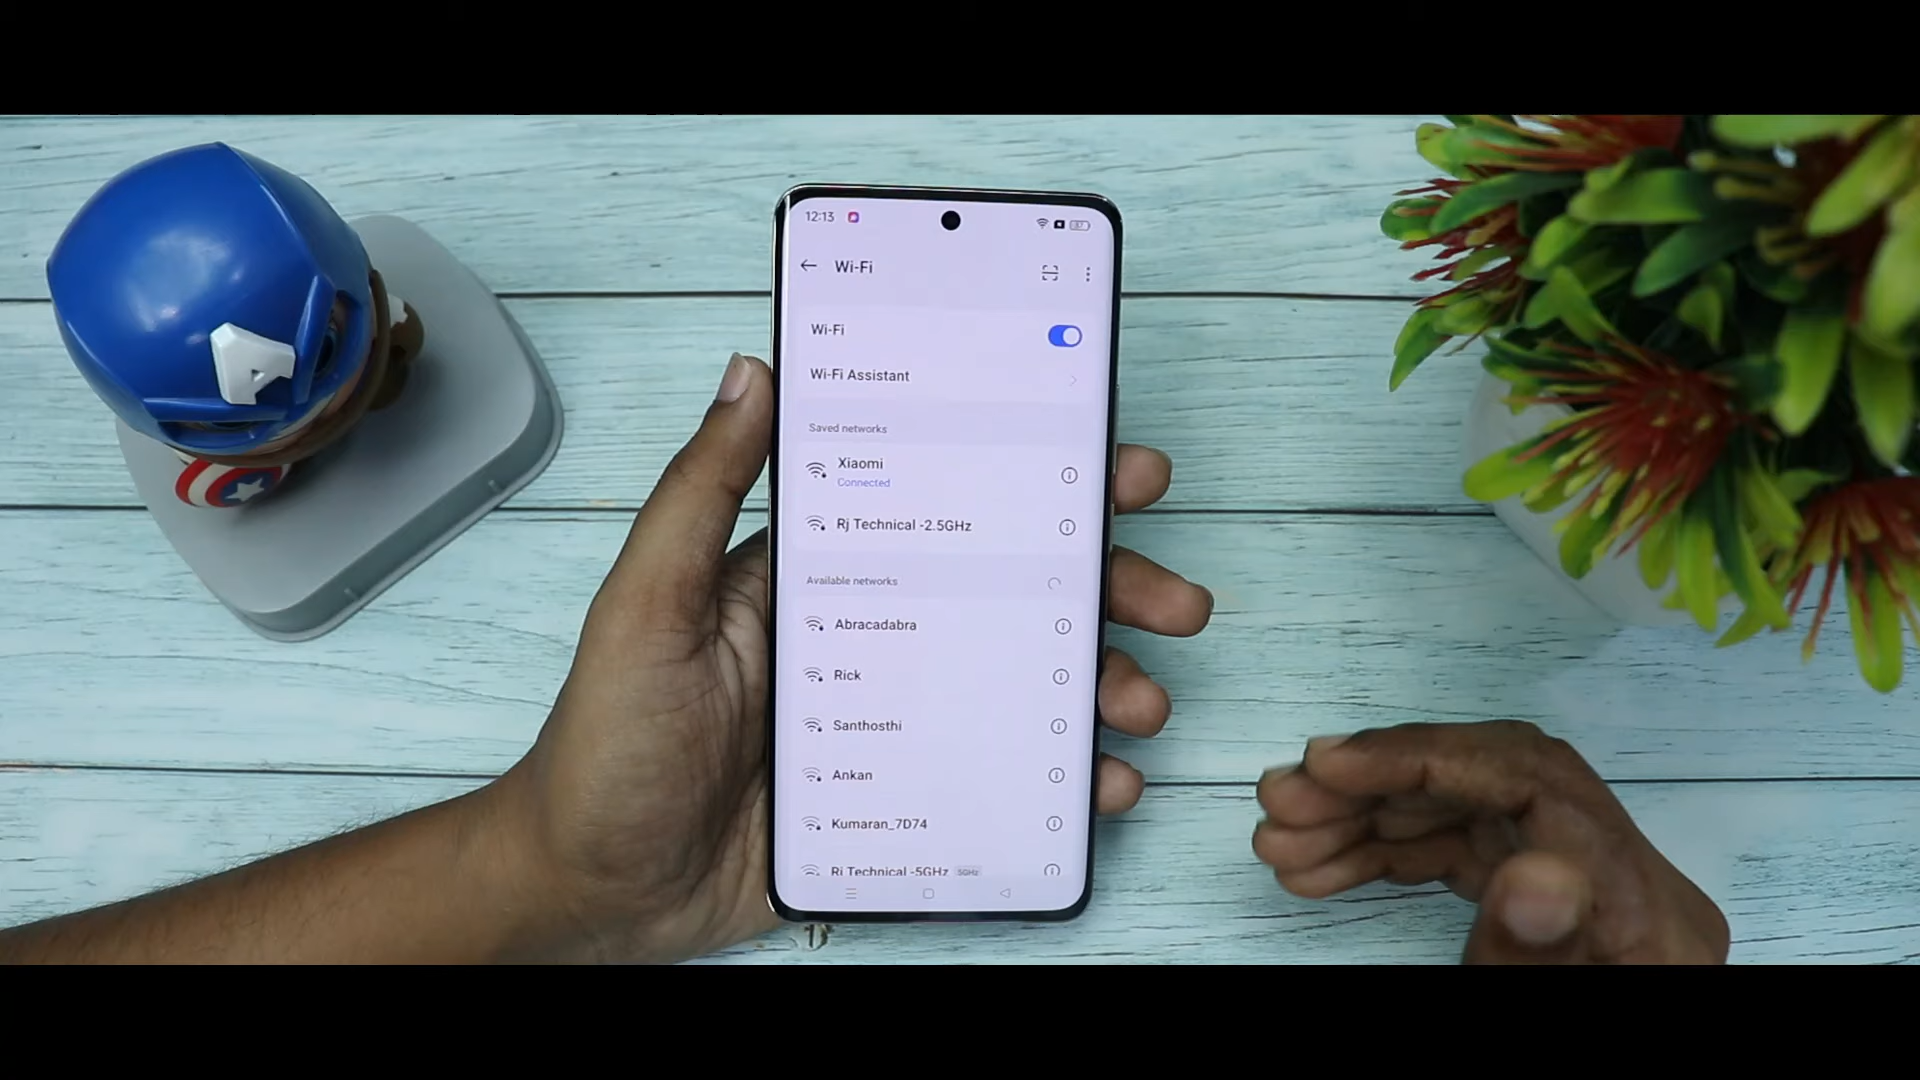 12:13
Wi-Fi
Wi-Fi
Wi-Fi Assistant
Saved networks
Xiaomi
Connected
Rj Technical -2.5GHz
Available networks
Abracadabra
Rick
Santhosthi
Ankan
Kumaran_7D74
Rj Technical -5GHz 5GHz
A